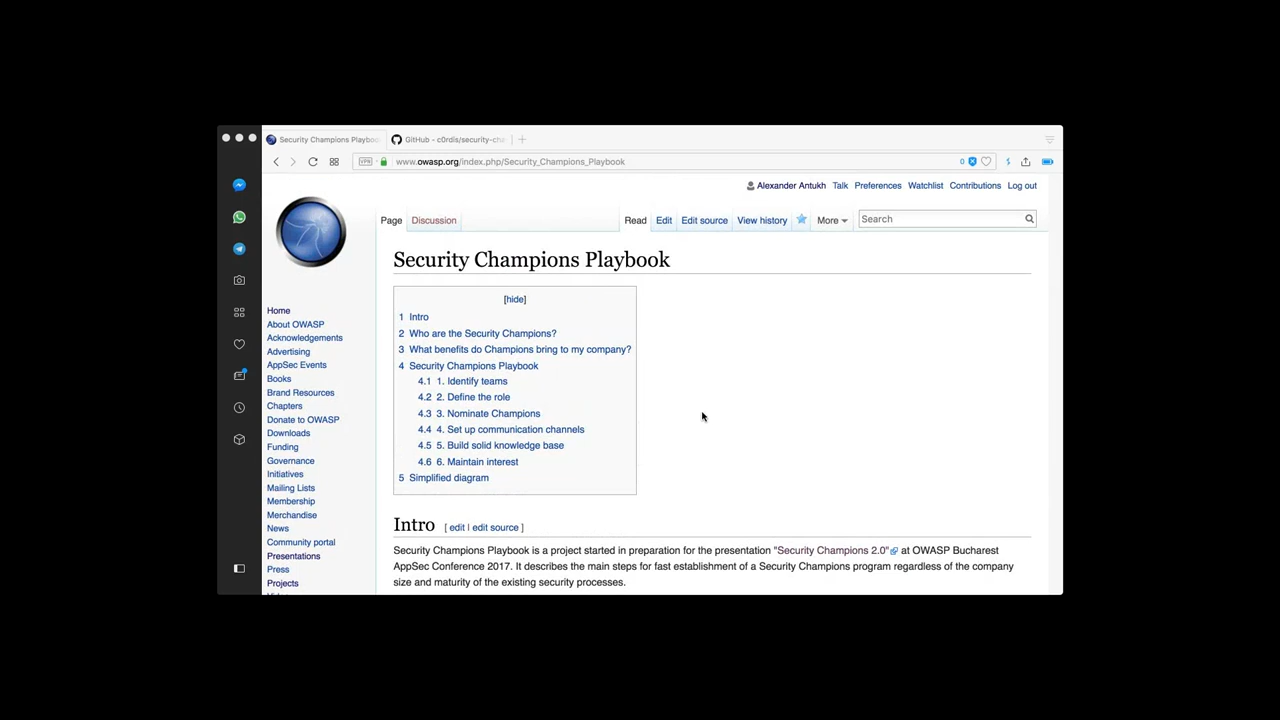 Security Champions Playboo
GitHub - c0rdis/security-cha
VPN
www.owasp.org/index.php/Security_Champions_Playbook
0
Alexander Antukh Talk Preferences Watchlist Contributions Log out
Page Discussion Read Edit Edit source View history More Search
Security Champions Playbook
[hide]
1 Intro
2 Who are the Security Champions?
3 What benefits do Champions bring to my company?
4 Security Champions Playbook
4.1 1. Identify teams
4.2 2. Define the role
4.3 3. Nominate Champions
4.4 4. Set up communication channels
4.5 5. Build solid knowledge base
4.6 6. Maintain interest
5 Simplified diagram
Home
About OWASP
Acknowledgements
Advertising
AppSec Events
Books
Brand Resources
Chapters
Donate to OWASP
Downloads
Funding
Governance
Initiatives
Mailing Lists
Membership
Merchandise
News
Community portal
Presentations
Press
Projects
Intro [ edit | edit source ]
Security Champions Playbook is a project started in preparation for the presentation "Security Champions 2.0" at OWASP Bucharest
AppSec Conference 2017. It describes the main steps for fast establishment of a Security Champions program regardless of the company
size and maturity of the existing security processes.